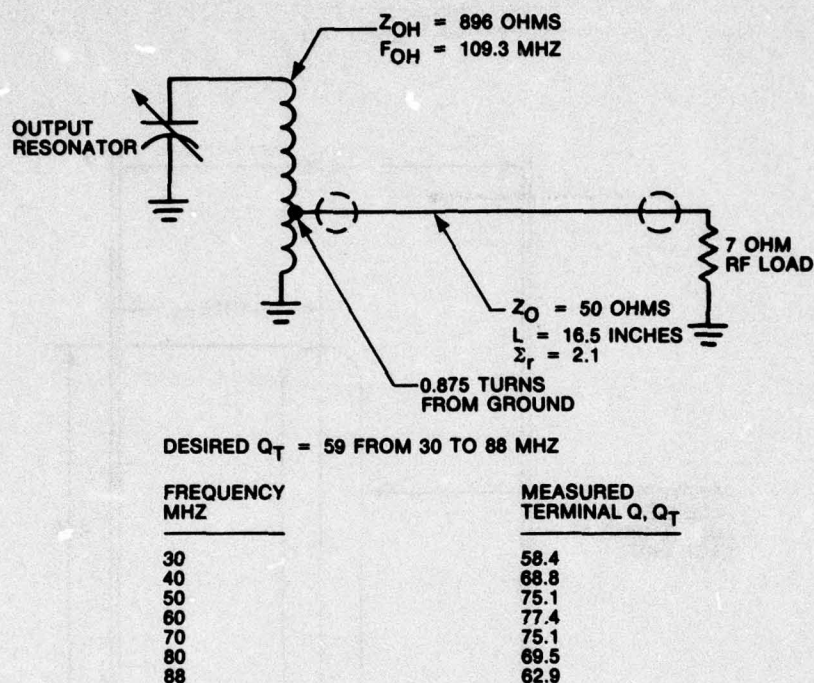 Z_OH = 896 OHMS
F_OH = 109.3 MHZ
OUTPUT
RESONATOR
7 OHM
RF LOAD
Z_O = 50 OHMS
L = 16.5 INCHES
Σ_r = 2.1
0.875 TURNS
FROM GROUND
DESIRED Q_T = 59 FROM 30 TO 88 MHZ
FREQUENCY MHZ	MEASURED TERMINAL Q, Q_T
30	58.4
40	68.8
50	75.1
60	77.4
70	75.1
80	69.5
88	62.9